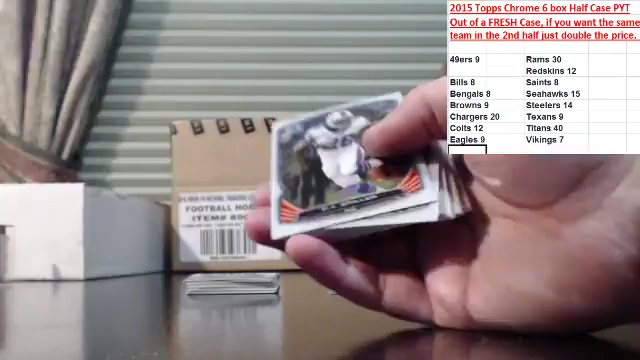 2015 Topps Chrome 6 box Half Case PYT
Out of a FRESH Case, if you want the same
team in the 2nd half just double the price.
49ers 9 Rams 30
Redskins 12
Bills 8 Saints 8
Bengals 8 Seahawks 15
Browns 9 Steelers 14
Chargers 20 Texans 9
Colts 12 Titans 40
Eagles 9 Vikings 7
FOOTBALL HO
ITEM#